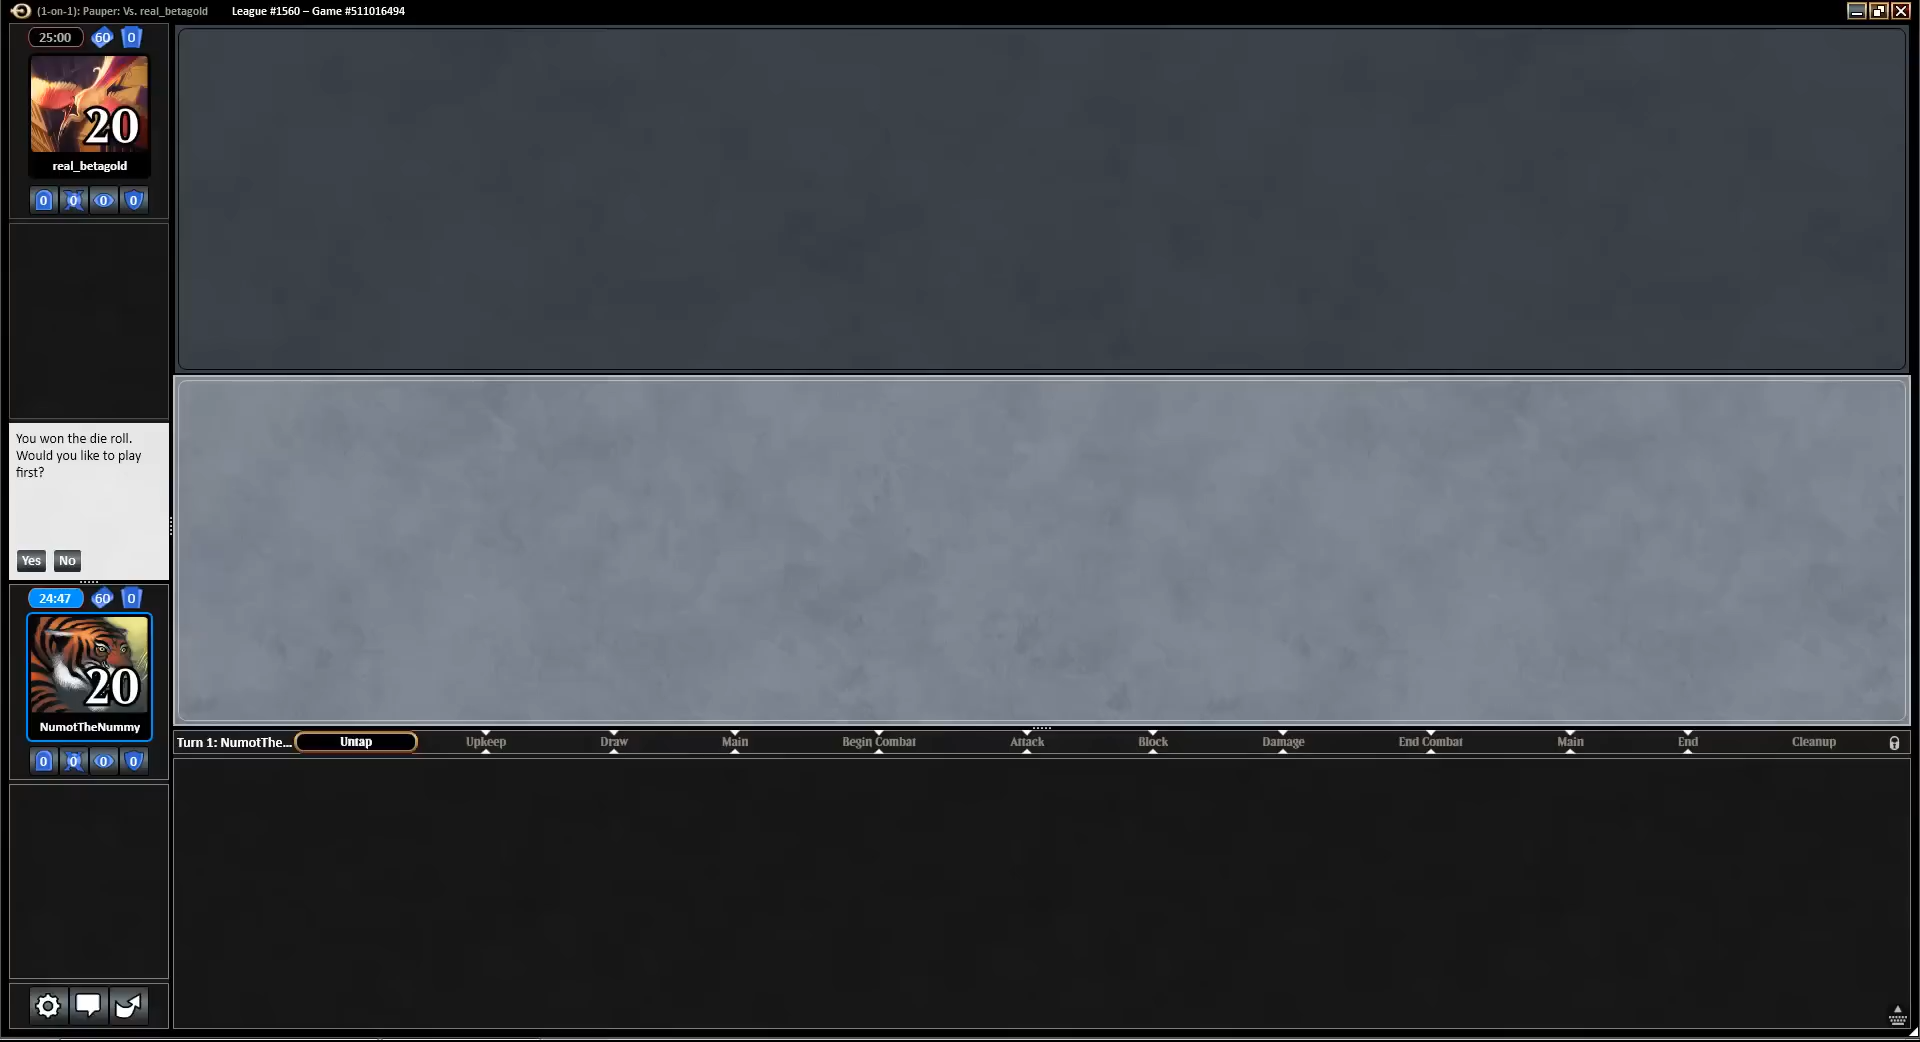 (1-on-1): Pauper: Vs. real_betagold League #1560 – Game #511016494
25:00 60 0
20
real_betagold
0 0 0 0
You won the die roll.
Would you like to play
first?
Yes No
24:47 60 0
20
NumotTheNummy
0 0 0 0
Turn 1: NumotThe... Untap Upkeep Draw Main Begin Combat Attack Block Damage End Combat Main End Cleanup